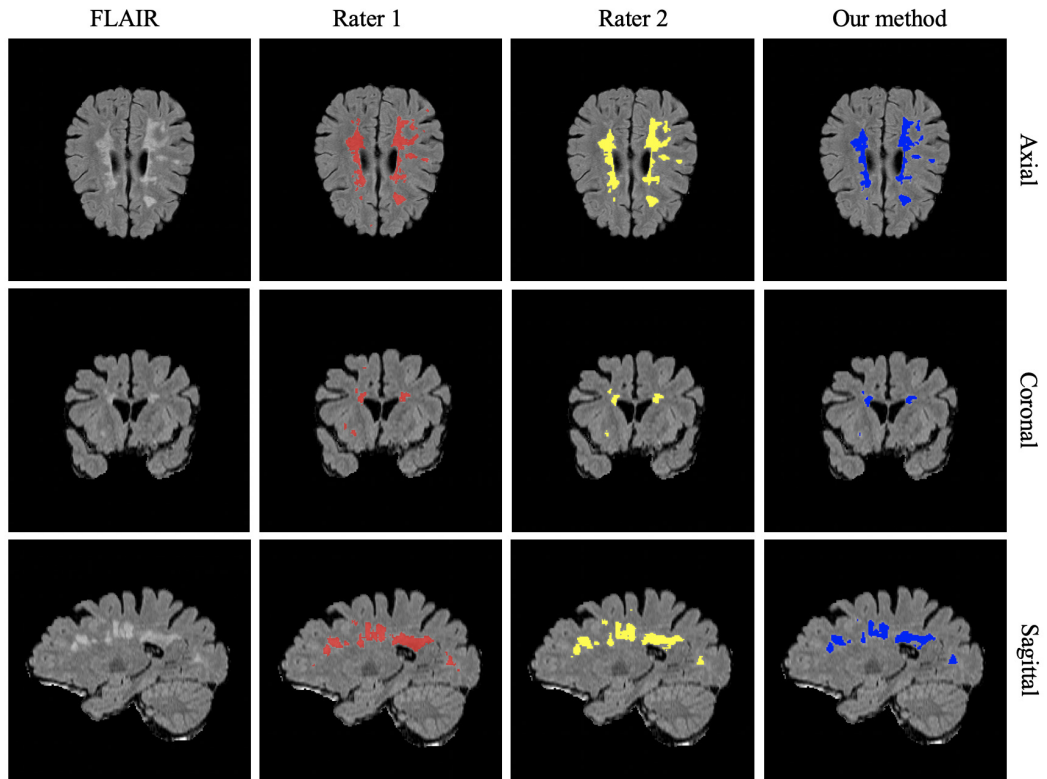 FLAIR
Rater 1
Rater 2
Our method
Axial
Coronal
Sagittal